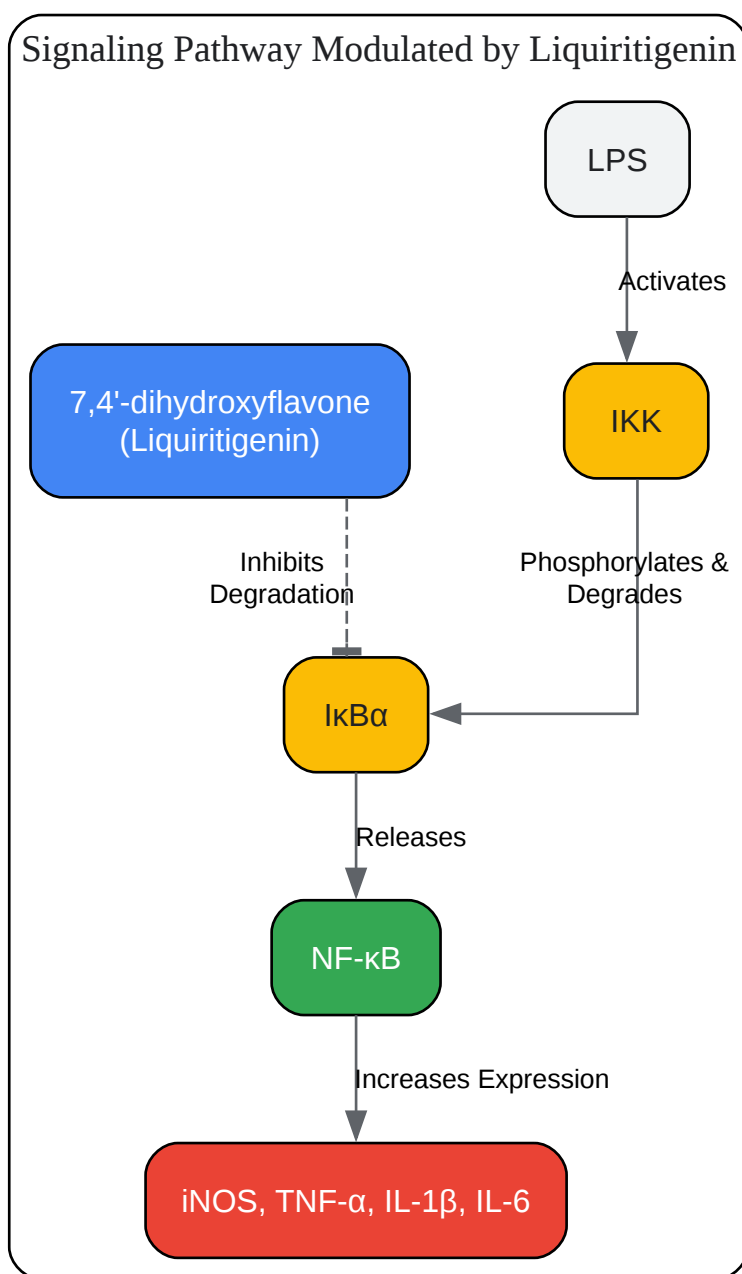 Signaling Pathway Modulated by Liquiritigenin
LPS
Activates
7,4'-dihydroxyflavone
(Liquiritigenin)
IKK
Inhibits
Degradation
Phosphorylates &
Degrades
IκBα
Releases
NF-κB
Increases Expression
iNOS, TNF-α, IL-1β, IL-6